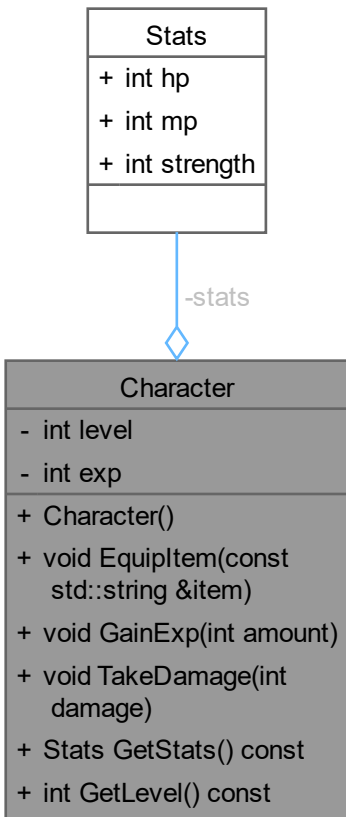 Stats
+ int hp
+ int mp
+ int strength
-stats
Character
- int level
- int exp
+ Character()
+ void EquipItem(const
std::string &item)
+ void GainExp(int amount)
+ void TakeDamage(int
damage)
+ Stats GetStats() const
+ int GetLevel() const